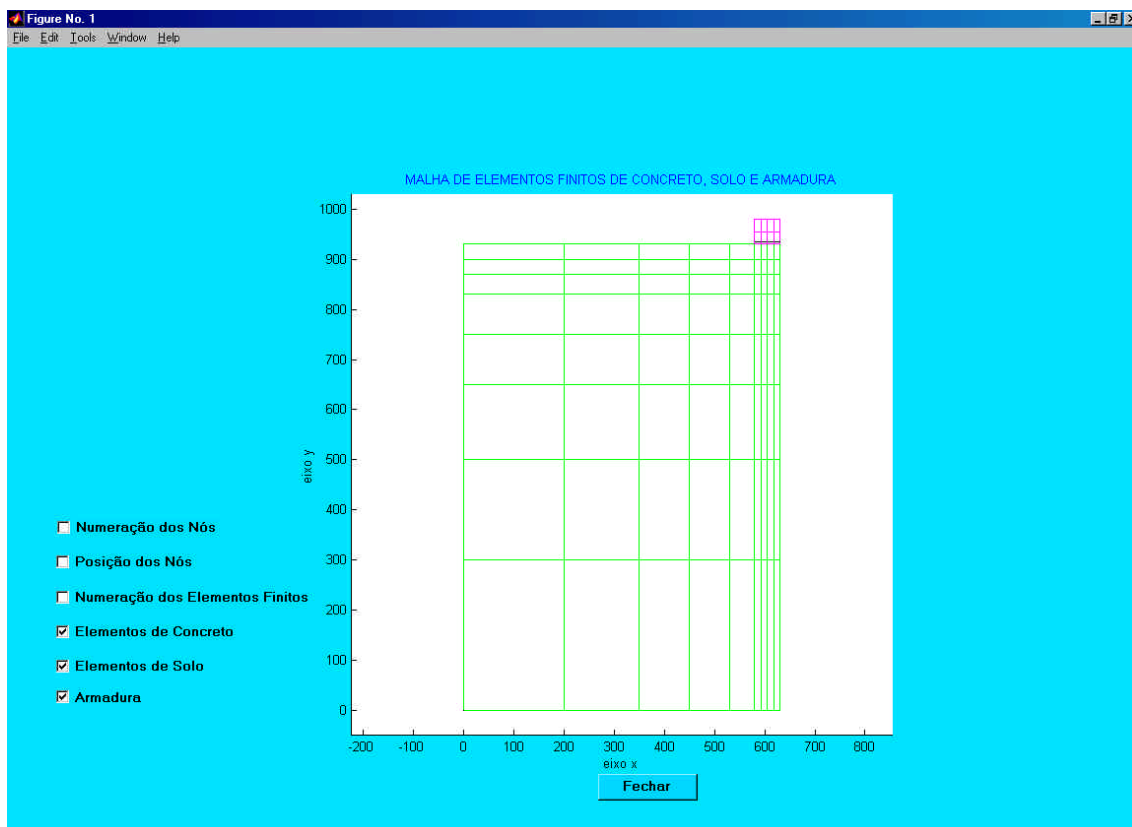 Figure No. 1
File Edit Tools Window Help
MALHA DE ELEMENTOS FINITOS DE CONCRETO, SOLO E ARMADURA
1000
900
800
700
600
500
400
300
200
100
0
eixo y
-200 -100 0 100 200 300 400 500 600 700 800
eixo x
Numeração dos Nós
Posição dos Nós
Numeração dos Elementos Finitos
Elementos de Concreto
Elementos de Solo
Armadura
Fechar